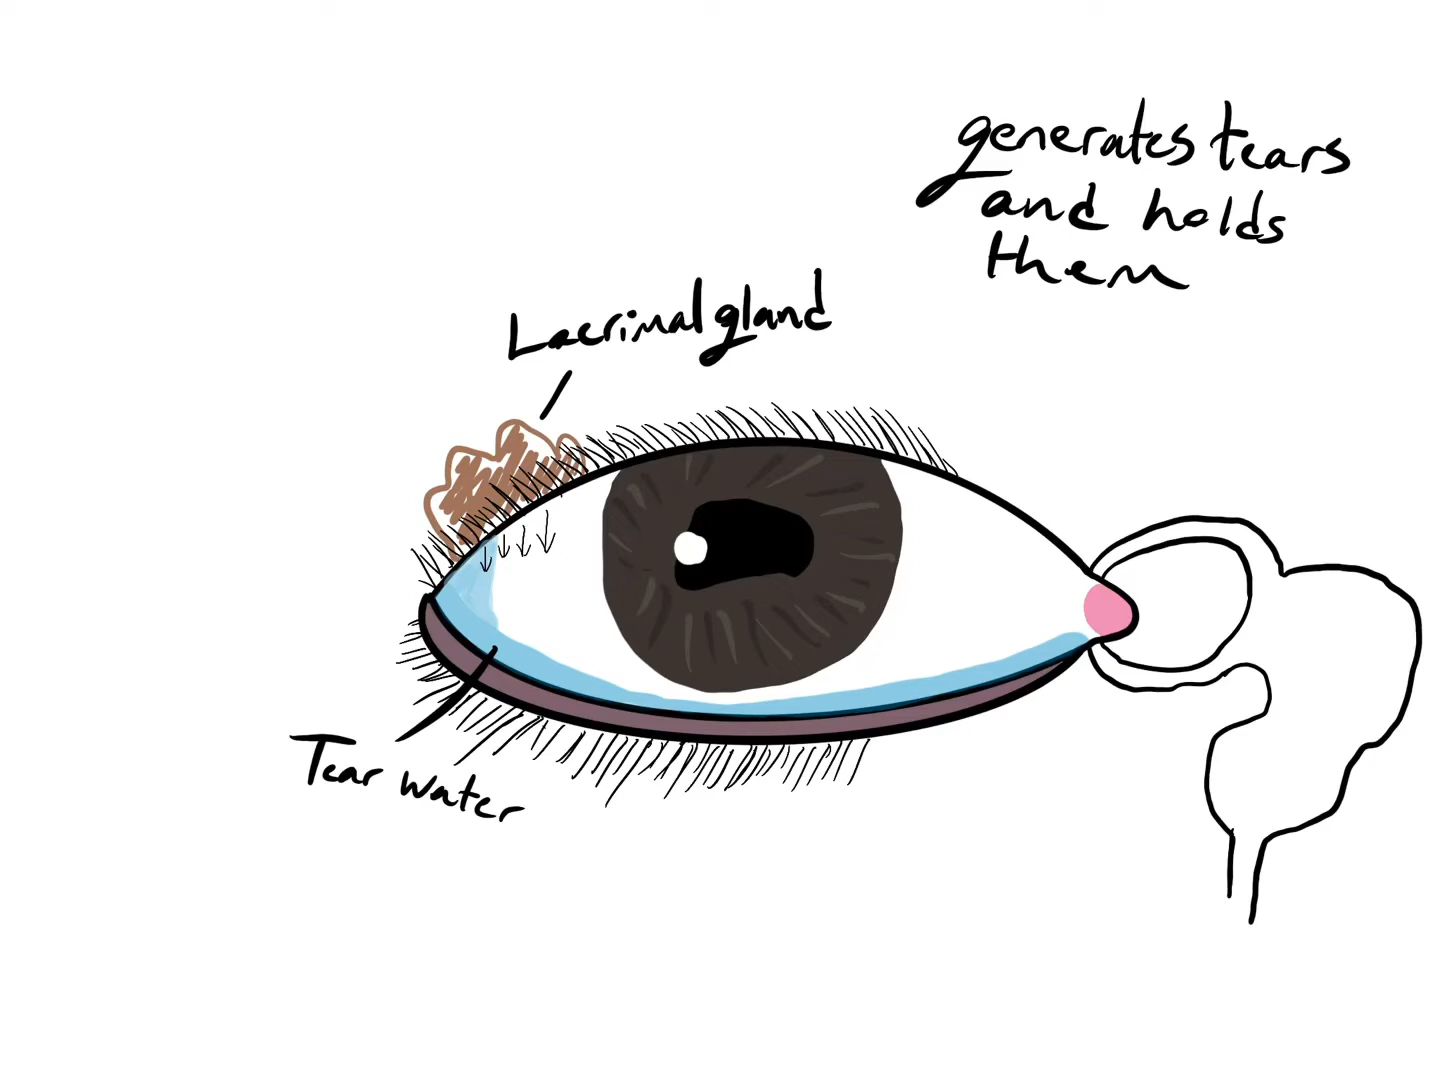 generates tears
and holds
them
Lacrimal gland
Tear water